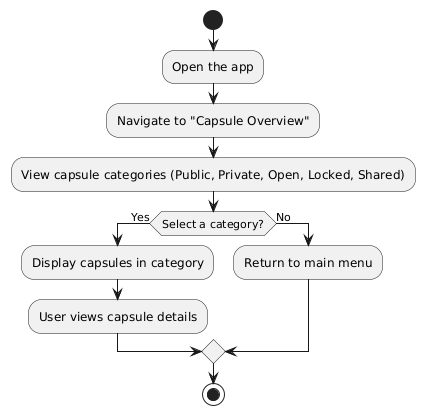 Open the app
Navigate to "Capsule Overview"
View capsule categories (Public, Private, Open, Locked, Shared)
Select a category?
Yes
No
Display capsules in category
Return to main menu
User views capsule details